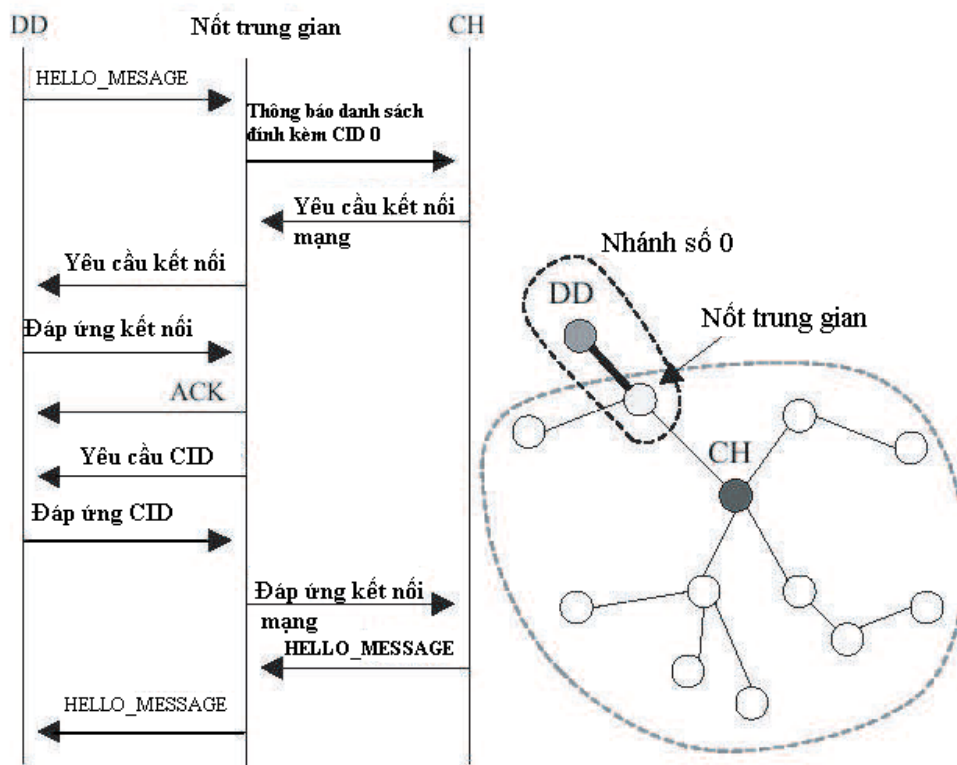 DD
Nốt trung gian
CH
HELLO_MESAGE
Thông báo danh sách
đính kèm CID 0
Yêu cầu kết nối
mạng
Yêu cầu kết nối
Đáp ứng kết nối
ACK
Yêu cầu CID
Đáp ứng CID
Đáp ứng kết nối
mạng
HELLO_MESSAGE
HELLO_MESSAGE
Nhánh số 0
DD
Nốt trung gian
CH